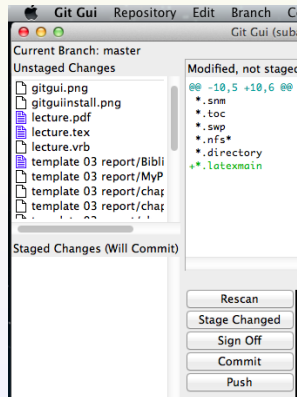 Git Gui Repository Edit Branch
Git Gui (suba
Current Branch: master
Unstaged Changes
gitgui.png
gitguiinstall.png
lecture.pdf
lecture.tex
lecture.vrb
template 03 report/Bibli
template 03 report/MyP
template 03 report/chap
template 03 report/chap
Staged Changes (Will Commit)
Modified, not staged
@@ -10,5 +10,6 @@
*.snm
*.toc
*.swp
*.nfs*
*.directory
+*.latexmain
Rescan
Stage Changed
Sign Off
Commit
Push